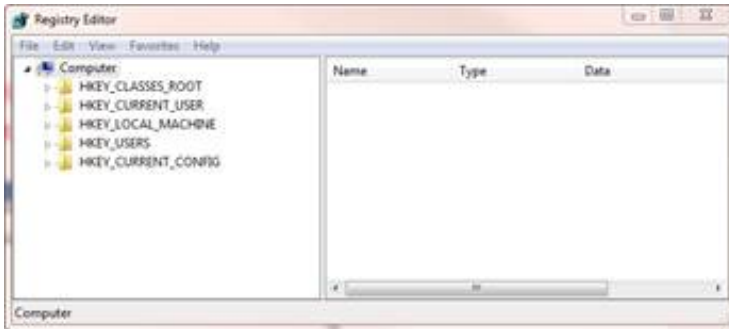 Registry Editor
File Edit View Favorites Help
Computer
HKEY_CLASSES_ROOT
HKEY_CURRENT_USER
HKEY_LOCAL_MACHINE
HKEY_USERS
HKEY_CURRENT_CONFIG
Name Type Data
Computer